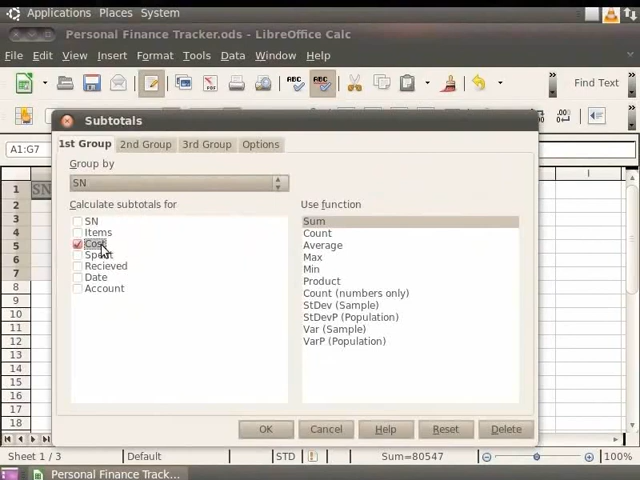 Applications Places System
Personal Finance Tracker.ods - LibreOffice Calc
File Edit View Insert Format Tools Data Window Help
ABC ABC Find Text
.00
A1:G7
I
SN
1
2
3
4
5
6
7
8
9
10
11
12
13
14
15
16
17
18
Subtotals
1st Group 2nd Group 3rd Group Options
Group by
SN
Calculate subtotals for
SN
Items
Cost
Spent
Recieved
Date
Account
Use function
Sum
Count
Average
Max
Min
Product
Count (numbers only)
StDev (Sample)
StDevP (Population)
Var (Sample)
VarP (Population)
OK Cancel Help Reset Delete
Sheet 1 / 3 Default STD Sum=80547 100%
Personal Finance Track...